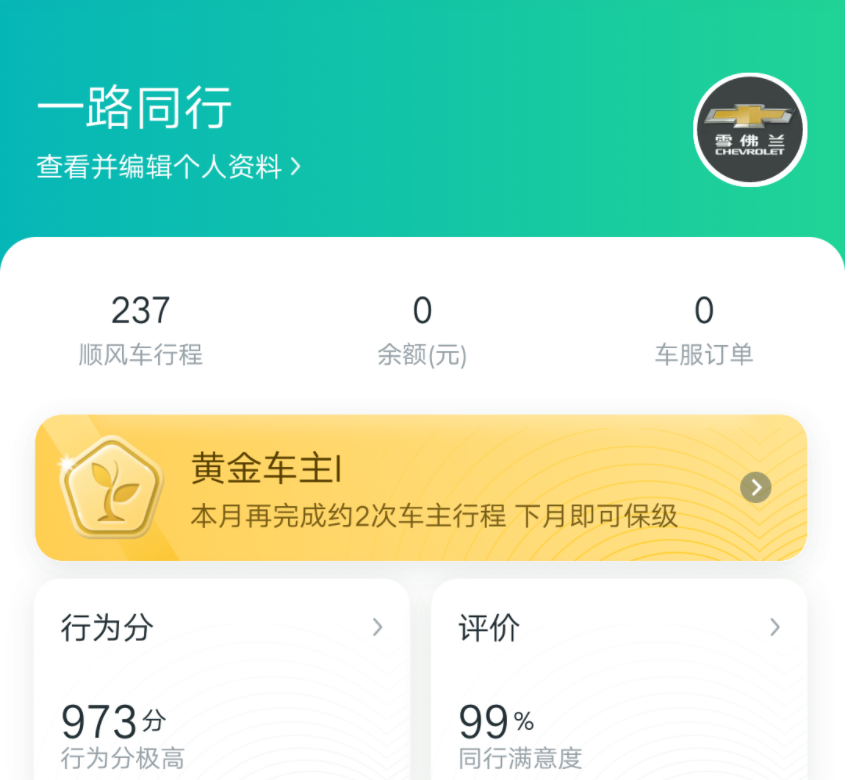 一路同行
查看并编辑个人资料
雪佛兰
CHEVROLET
237
0
0
顺风车行程
余额(元)
车服订单
黄金车主I
本月再完成约2次车主行程 下月即可保级
行为分
评价
973分
99%
行为分极高
同行满意度